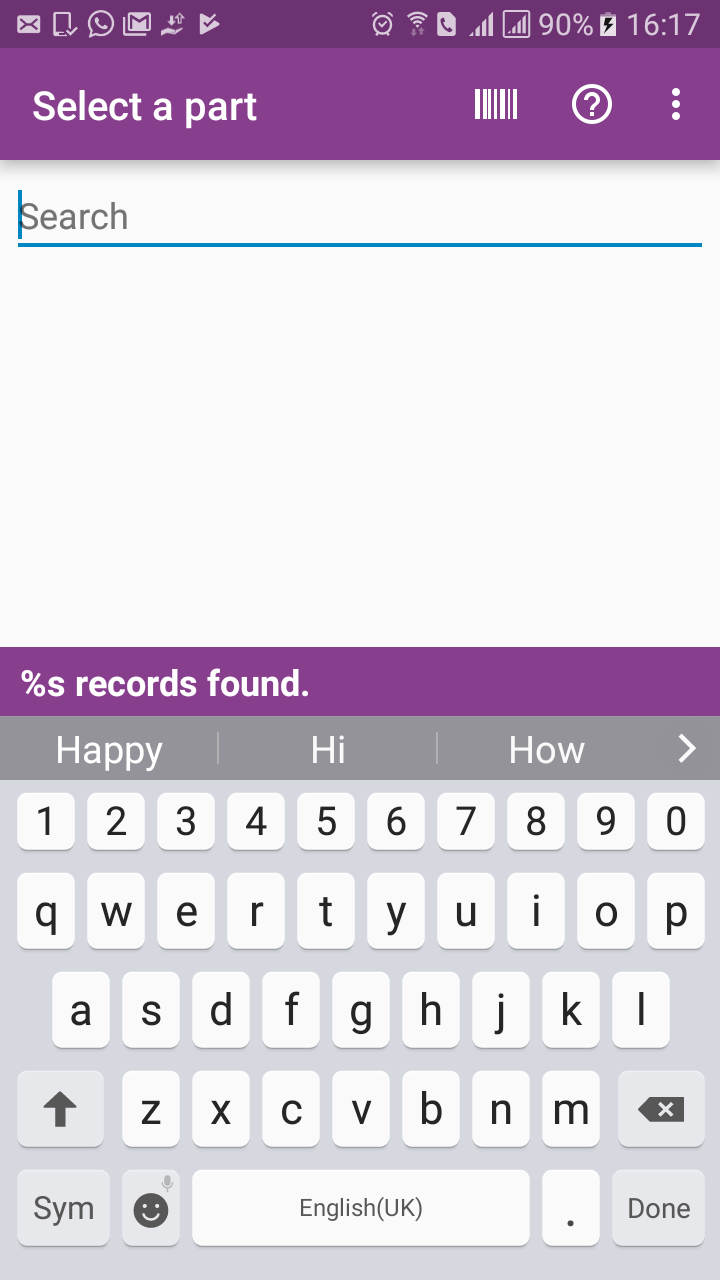 90% 16:17
Select a part
Search
%s records found.
Happy Hi How
1 2 3 4 5 6 7 8 9 0
q w e r t y u i o p
a s d f g h j k l
z x c v b n m
Sym English(UK) . Done